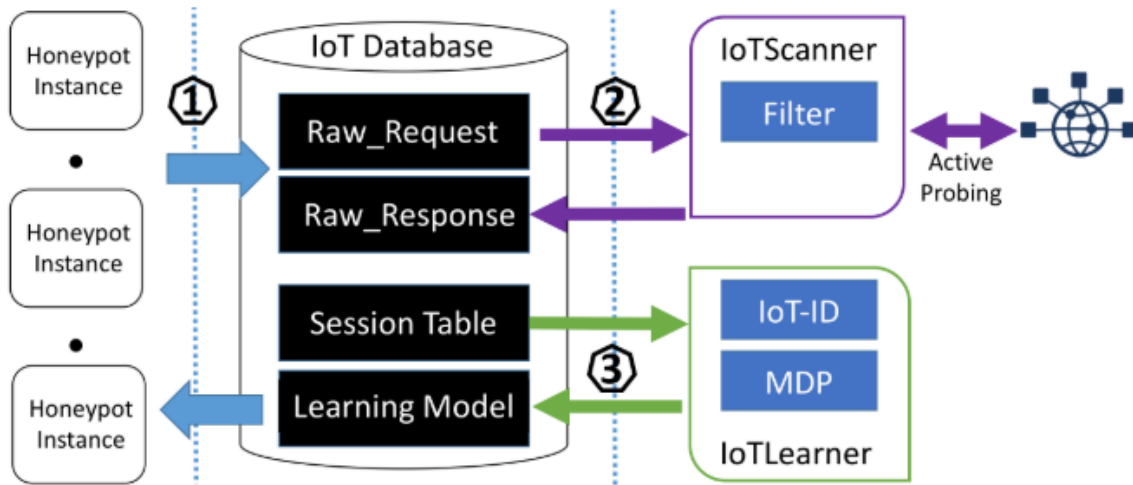 Honeypot
Instance
Honeypot
Instance
Honeypot
Instance
1
IoT Database
Raw_Request
Raw_Response
Session Table
Learning Model
2
3
IoTScanner
Filter
Active
Probing
IoT-ID
MDP
IoTLearner